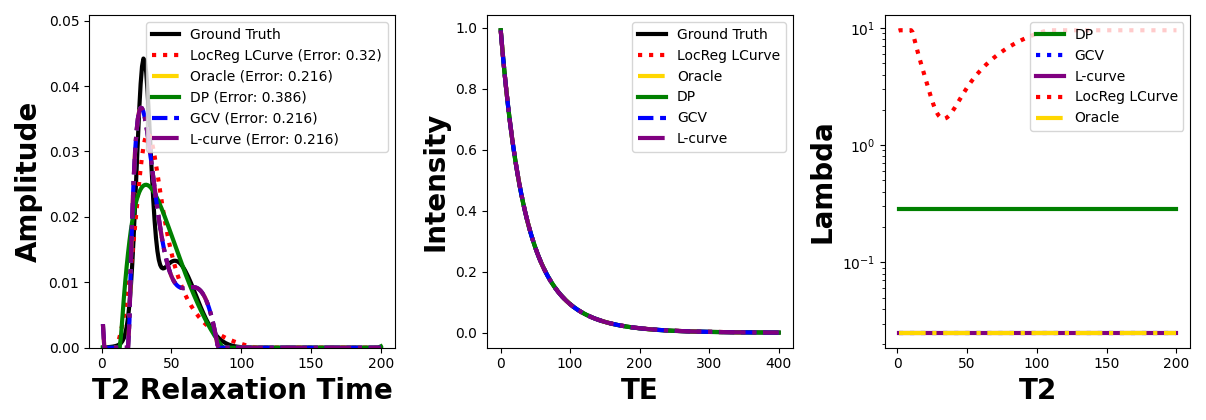 0.05
0.04
0.03
0.02
0.01
0.00
Amplitude
Ground Truth
LocReg LCurve (Error: 0.32)
Oracle (Error: 0.216)
DP (Error: 0.386)
GCV (Error: 0.216)
L-curve (Error: 0.216)
0 50 100 150 200
T2 Relaxation Time
1.0
0.8
0.6
0.4
0.2
0.0
Intensity
Ground Truth
LocReg LCurve
Oracle
DP
GCV
L-curve
0 100 200 300 400
TE
10¹
10⁰
10⁻¹
Lambda
DP
GCV
L-curve
LocReg LCurve
Oracle
0 50 100 150 200
T2